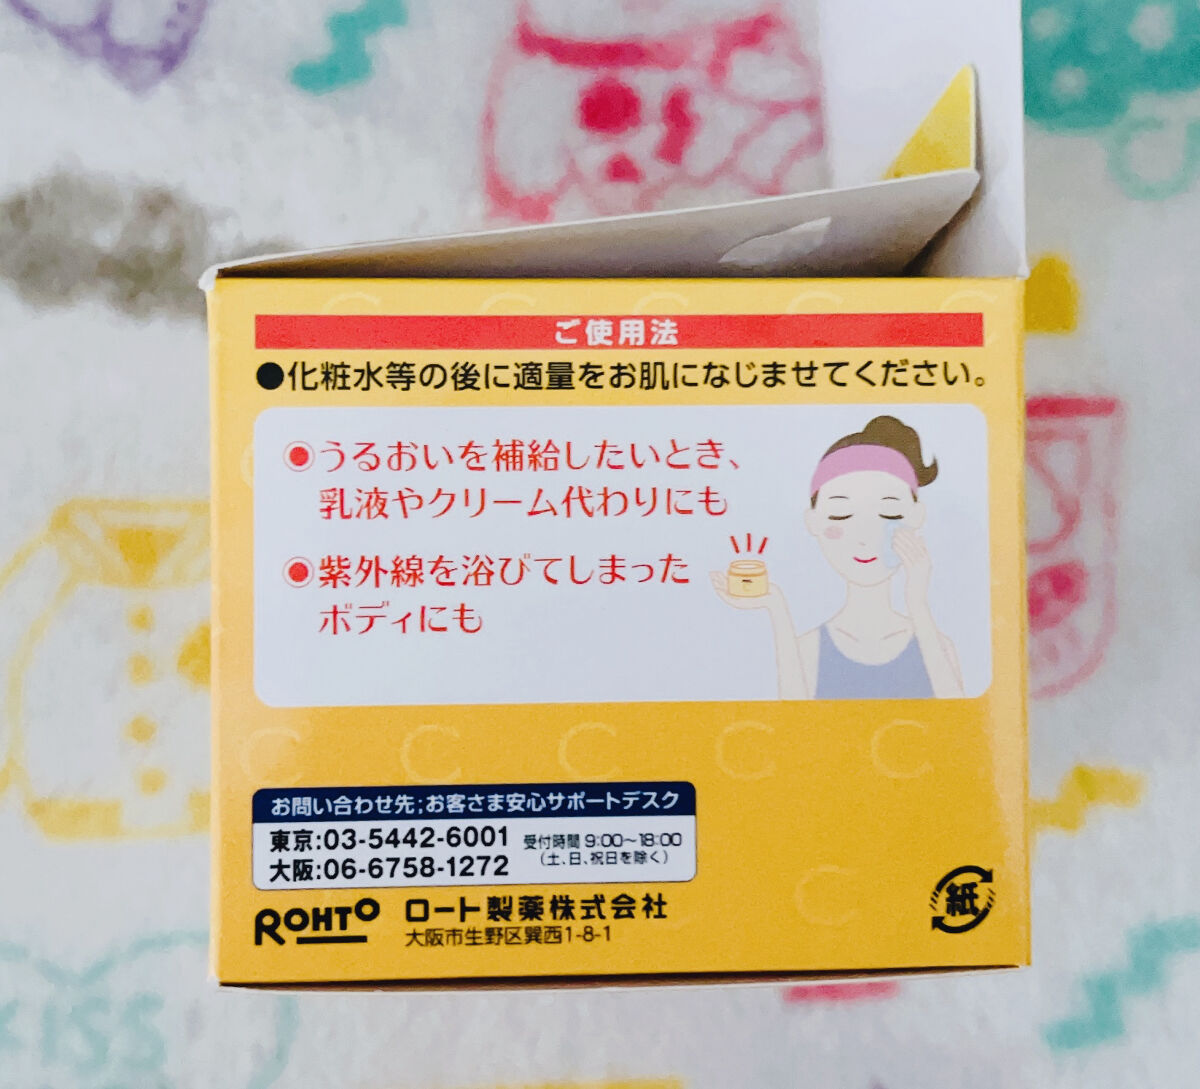 ご使用法
●化粧水等の後に適量をお肌になじませてください。
◉うるおいを補給したいとき、
乳液やクリーム代わりにも
◉紫外線を浴びてしまった
ボディにも
お問い合わせ先;お客さま安心サポートデスク
東京:03-5442-6001
大阪:06-6758-1272
受付時間 9:00〜18:00
(土、日、祝日を除く)
ROHTO ロート製薬株式会社
大阪市生野区巽西1-8-1
紙